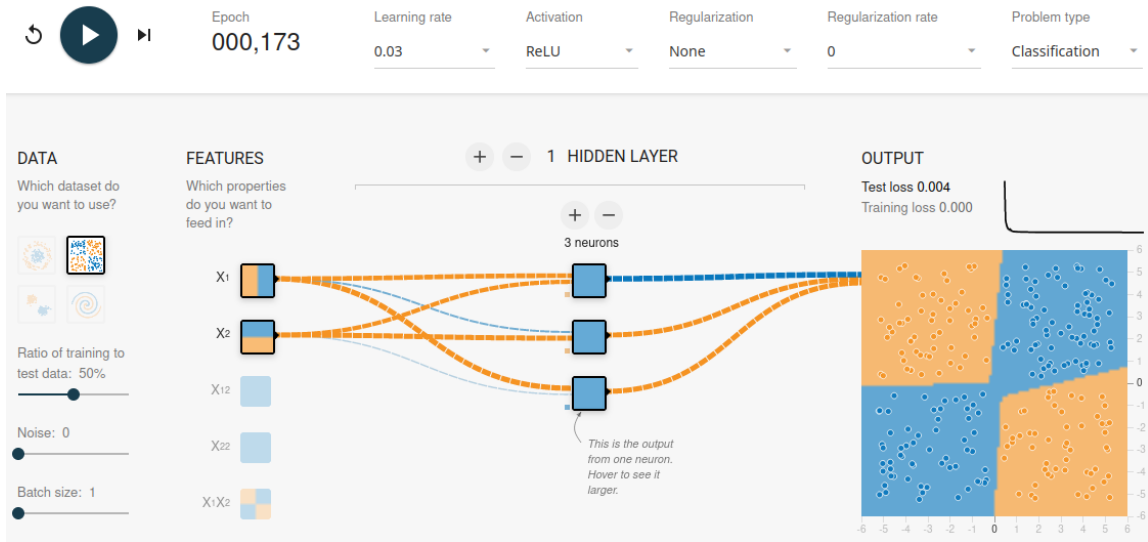 Epoch
000,173
Learning rate
0.03
Activation
ReLU
Regularization
None
Regularization rate
0
Problem type
Classification
DATA
Which dataset do
you want to use?
Ratio of training to
test data: 50%
Noise: 0
Batch size: 1
FEATURES
Which properties
do you want to
feed in?
X1
X2
X12
X22
X1X2
+ − 1 HIDDEN LAYER
+ −
3 neurons
This is the output
from one neuron.
Hover to see it
larger.
OUTPUT
Test loss 0.004
Training loss 0.000
6
5
4
3
2
1
0
-1
-2
-3
-4
-5
-6
-6 -5 -4 -3 -2 -1 0 1 2 3 4 5 6